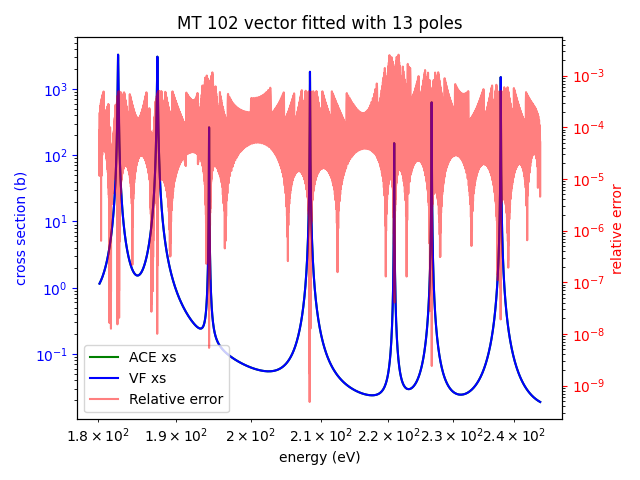 MT 102 vector fitted with 13 poles
cross section (b)
10³
10²
10¹
10⁰
10⁻¹
10⁻³
10⁻⁴
10⁻⁵
10⁻⁶
10⁻⁷
10⁻⁸
10⁻⁹
relative error
ACE xs
VF xs
Relative error
1.8 × 10² 1.9 × 10² 2 × 10² 2.1 × 10² 2.2 × 10² 2.3 × 10² 2.4 × 10²
energy (eV)